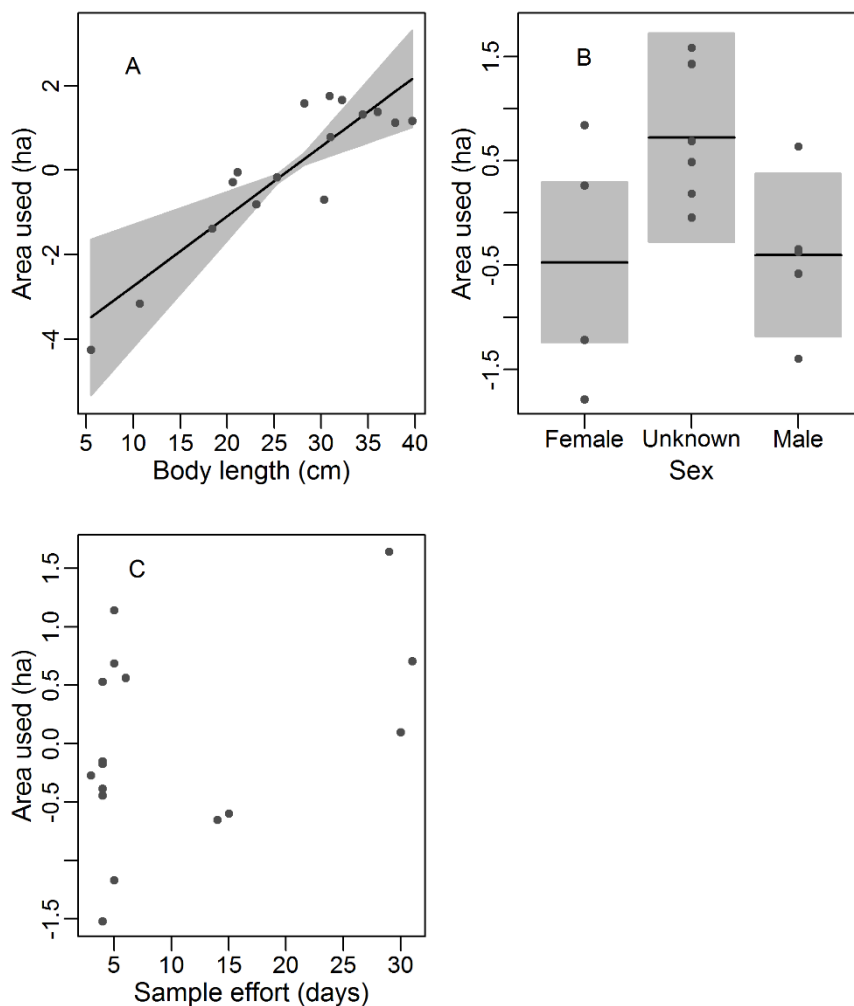 A
Area used (ha)
2
0
-2
-4
5 10 15 20 25 30 35 40
Body length (cm)
B
Area used (ha)
1.5
0.5
-0.5
-1.5
Female Unknown Male
Sex
C
Area used (ha)
1.5
1.0
0.5
0.0
-0.5
-1.5
5 10 15 20 25 30
Sample effort (days)